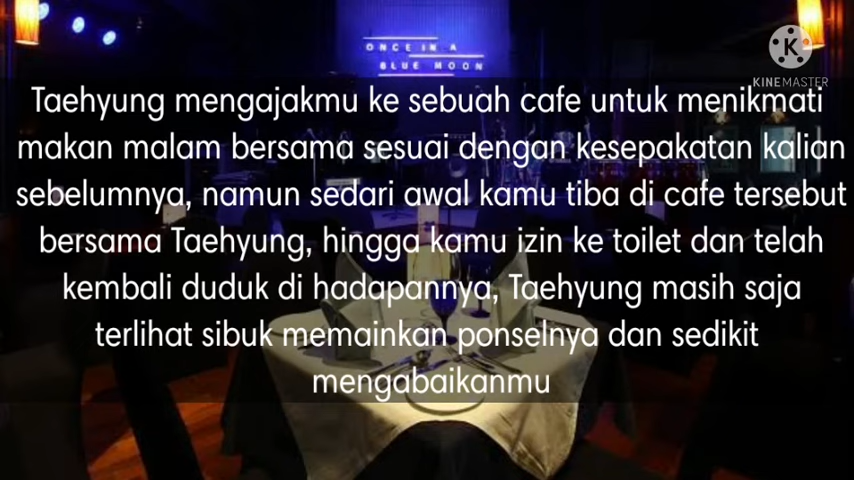 ONCE IN A
BLUE MOON
KINEMASTER
Taehyung mengajakmu ke sebuah cafe untuk menikmati
makan malam bersama sesuai dengan kesepakatan kalian
sebelumnya, namun sedari awal kamu tiba di cafe tersebut
bersama Taehyung, hingga kamu izin ke toilet dan telah
kembali duduk di hadapannya, Taehyung masih saja
terlihat sibuk memainkan ponselnya dan sedikit
mengabaikanmu